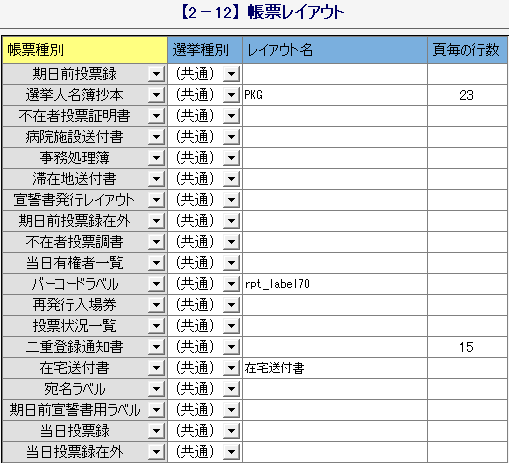 【2－12】帳票レイアウト
帳票種別 選挙種別 レイアウト名 頁毎の行数
期日前投票録 (共通)
選挙人名簿抄本 (共通) PKG 23
不在者投票証明書 (共通)
病院施設送付書 (共通)
事務処理簿 (共通)
滞在地送付書 (共通)
宣誓書発行レイアウト (共通)
期日前投票録在外 (共通)
不在者投票調書 (共通)
当日有権者一覧 (共通)
バーコードラベル (共通) rpt_label70
再発行入場券 (共通)
投票状況一覧 (共通)
二重登録通知書 (共通) 15
在宅送付書 (共通) 在宅送付書
宛名ラベル (共通)
期日前宣誓書用ラベル (共通)
当日投票録 (共通)
当日投票録在外 (共通)